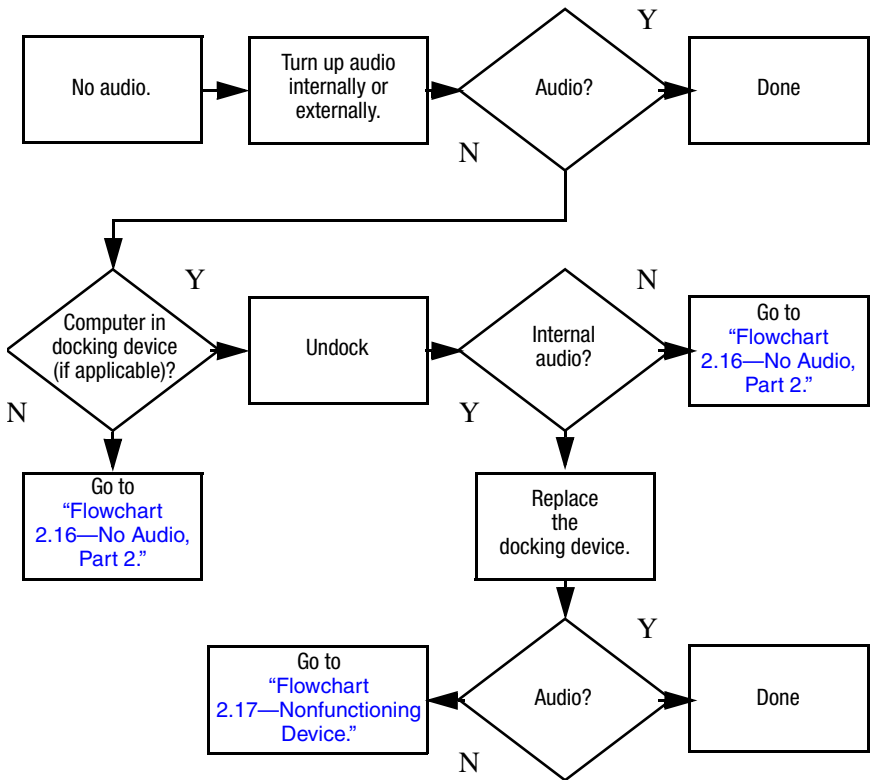 No audio.
Turn up audio
internally or
externally.
Audio?
Y
Done
N
Computer in
docking device
(if applicable)?
Y
N
Undock
Internal
audio?
N
Y
Go to
“Flowchart
2.16—No Audio,
Part 2.”
Go to
“Flowchart
2.16—No Audio,
Part 2.”
Replace
the
docking device.
Audio?
Y
Done
N
Go to
“Flowchart
2.17—Nonfunctioning
Device.”